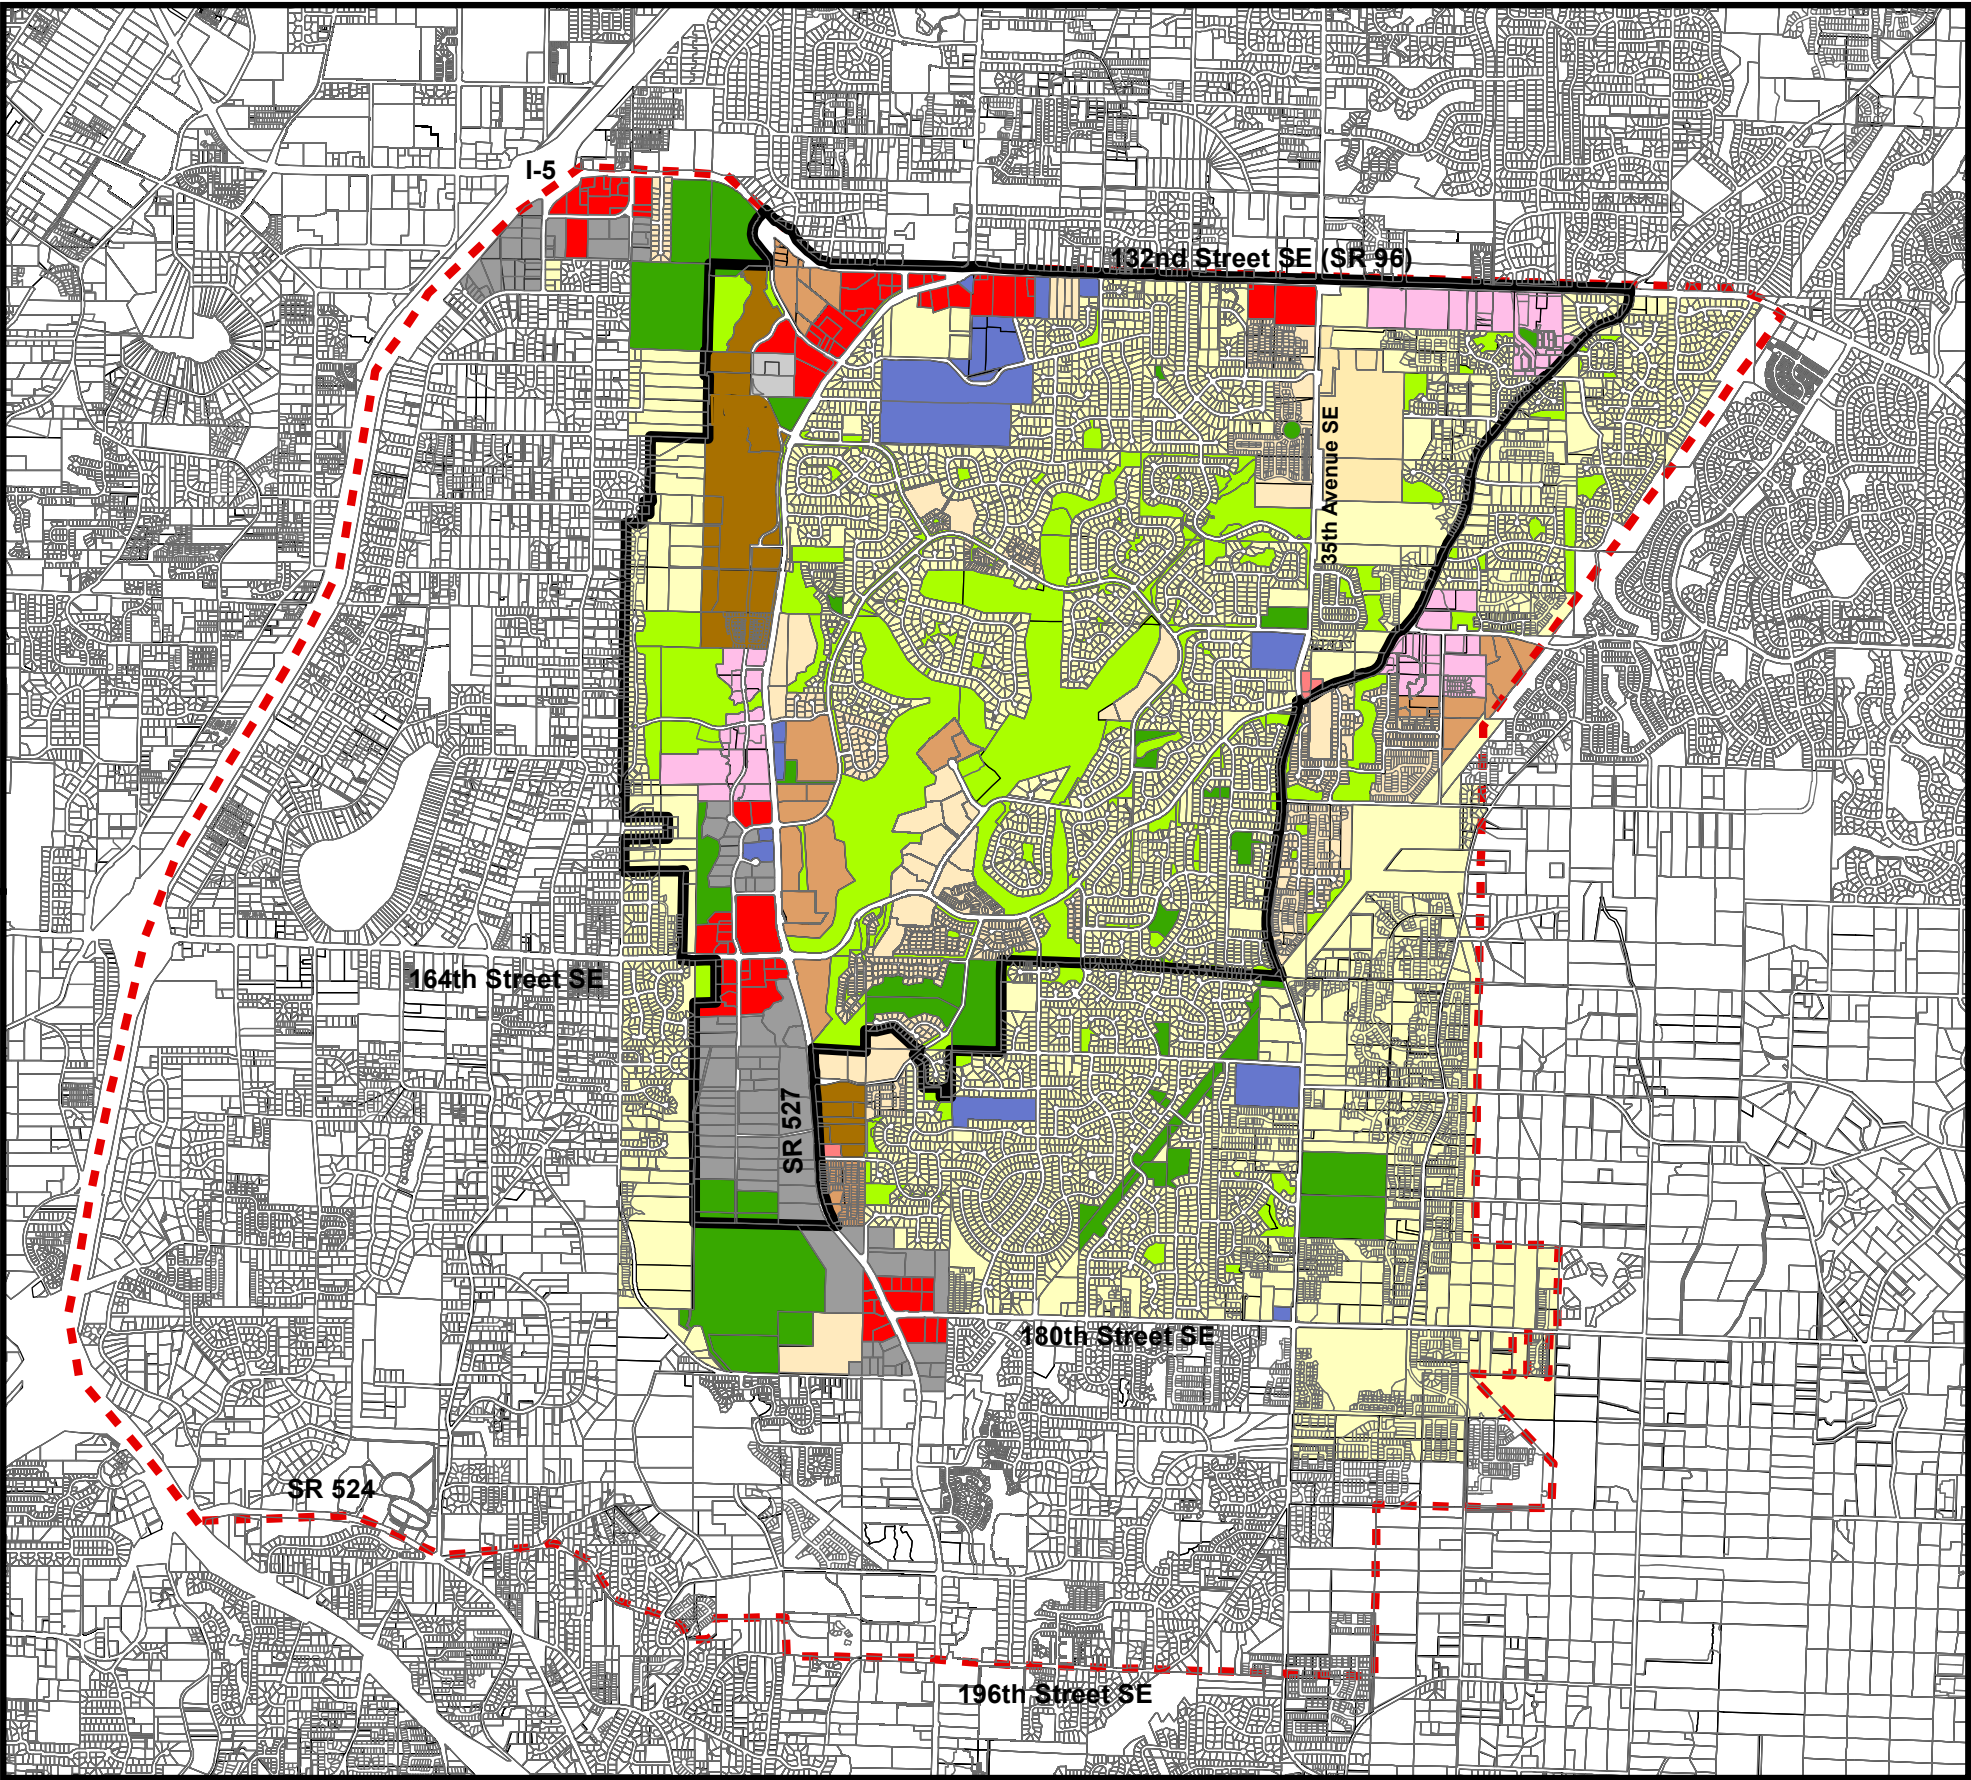 I-5
132nd Street SE (SR 96)
35th Avenue SE
164th Street SE
SR 527
180th Street SE
SR 524
196th Street SE